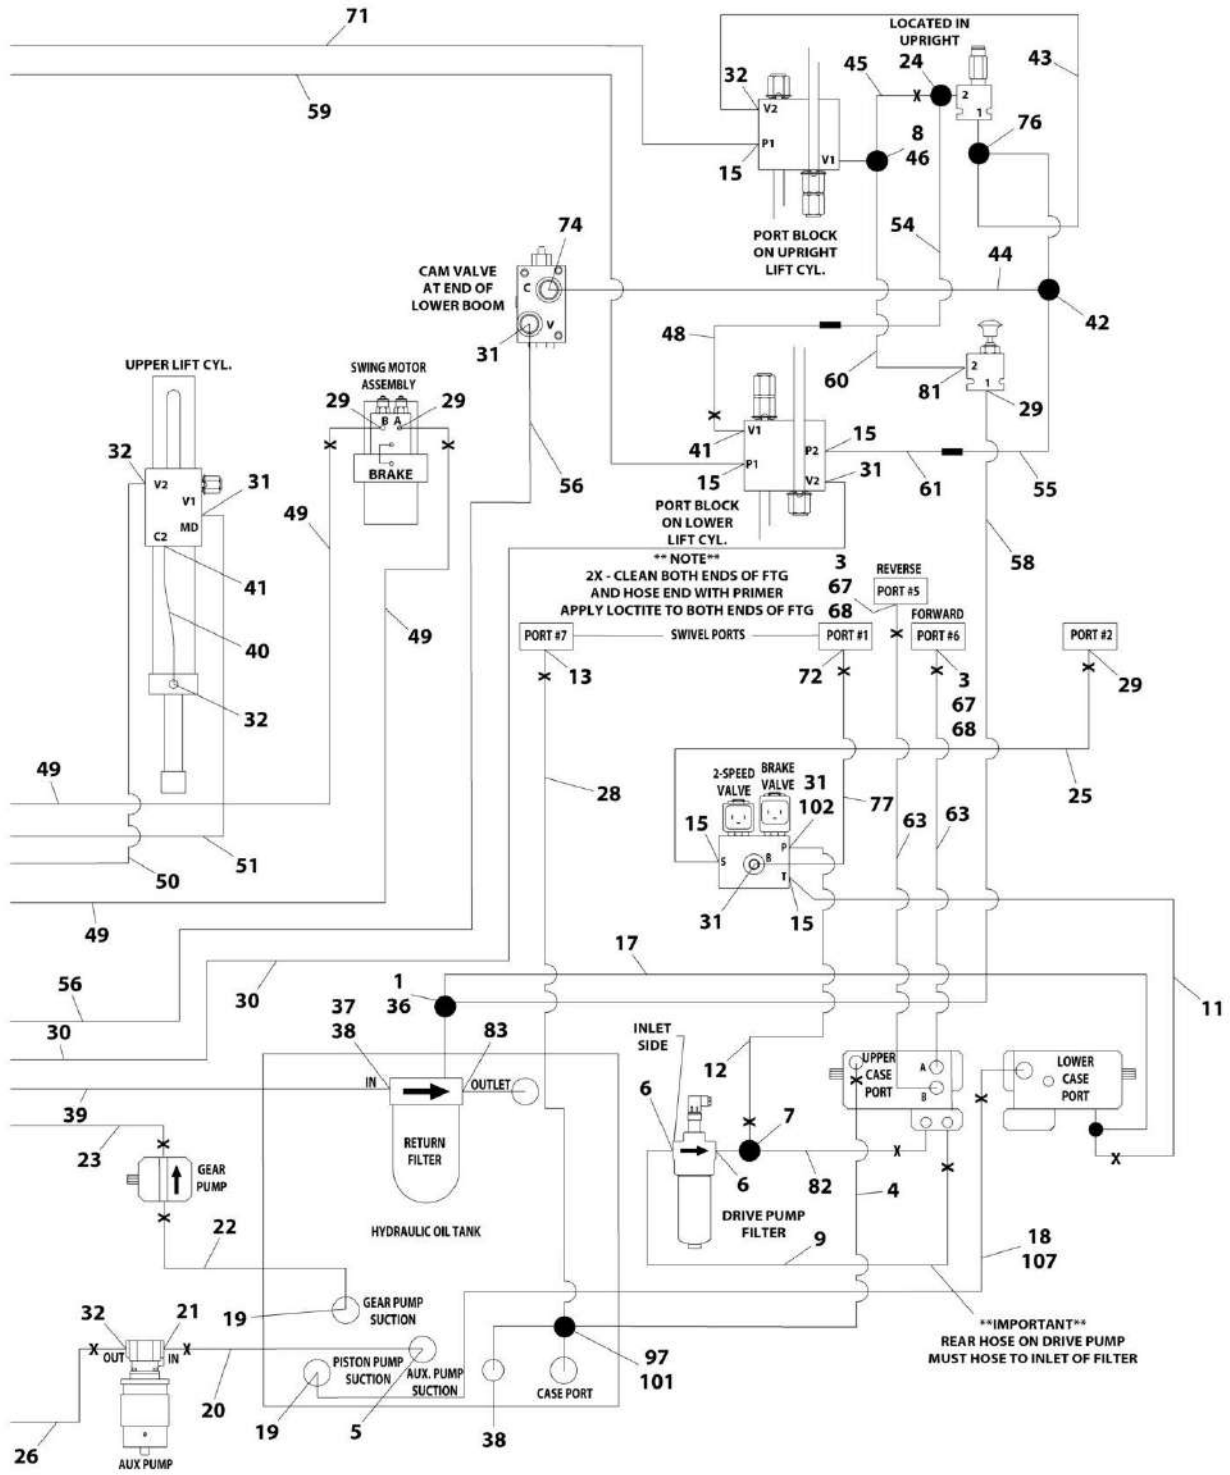 71
LOCATED IN
UPRIGHT
24
43
45
32
59
V2
2
1
76
8
46
P1
V1
15
PORT BLOCK
ON UPRIGHT
LIFT CYL.
54
74
44
CAM VALVE
AT END OF
LOWER BOOM
C
V
31
42
48
60
2
81
1
29
UPPER LIFT CYL.
SWING MOTOR
ASSEMBLY
29
29
B A
BRAKE
32
V2
31
V1
MD
C2
41
V1
41
15
P2
P1
15
31
V2
61
55
56
49
PORT BLOCK
ON LOWER
LIFT CYL.
58
** NOTE**
2X - CLEAN BOTH ENDS OF FTG
AND HOSE END WITH PRIMER
APPLY LOCTITE TO BOTH ENDS OF FTG
3
67
68
REVERSE
PORT #5
FORWARD
PORT #6
PORT #7
SWIVEL PORTS
PORT #1
PORT #2
41
40
49
13
72
3
67
68
29
32
49
28
2-SPEED
VALVE
BRAKE
VALVE
31
102
77
25
63
63
15
P
S
B
T
31
15
51
50
49
17
56
30
1
36
11
30
37
38
83
INLET
SIDE
12
UPPER
CASE
PORT
A
B
LOWER
CASE
PORT
IN
OUTLET
6
39
23
RETURN
FILTER
7
GEAR
PUMP
6
82
4
DRIVE PUMP
FILTER
22
HYDRAULIC OIL TANK
9
18
107
GEAR PUMP
SUCTION
19
32
21
OUT
IN
**IMPORTANT**
REAR HOSE ON DRIVE PUMP
MUST HOSE TO INLET OF FILTER
PISTON PUMP
SUCTION
AUX. PUMP
SUCTION
97
101
CASE PORT
20
19
5
38
26
AUX PUMP